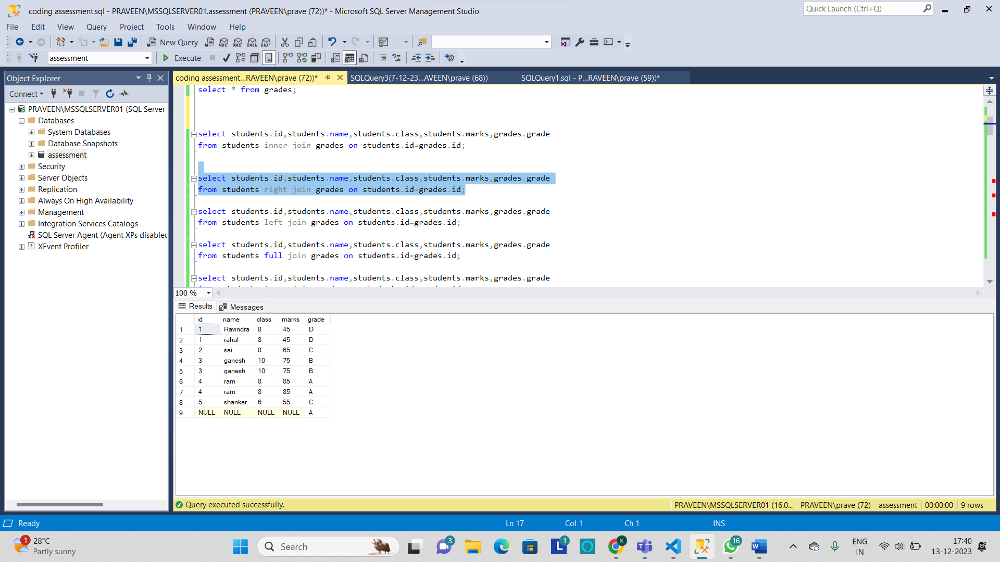 coding assessment.sql - PRAVEEN\MSSQLSERVER01.assessment (PRAVEEN\prave (72))* - Microsoft SQL Server Management Studio
Quick Launch (Ctrl+Q)
File Edit View Query Project Tools Window Help
New Query MDX DMX XMLA DAX
assessment Execute
Object Explorer
coding assessment...RAVEEN\prave (72))* SQLQuery3(7-12-23...AVEEN\prave (68)) SQLQuery1.sql - P...RAVEEN\prave (59))*
Connect
PRAVEEN\MSSQLSERVER01 (SQL Server
Databases
System Databases
Database Snapshots
assessment
Security
Server Objects
Replication
Always On High Availability
Management
Integration Services Catalogs
SQL Server Agent (Agent XPs disabled
XEvent Profiler
select * from grades;
select students.id,students.name,students.class,students.marks,grades.grade
from students inner join grades on students.id=grades.id;
select students.id,students.name,students.class,students.marks,grades.grade
from students right join grades on students.id=grades.id;
select students.id,students.name,students.class,students.marks,grades.grade
from students left join grades on students.id=grades.id;
select students.id,students.name,students.class,students.marks,grades.grade
from students full join grades on students.id=grades.id;
select students.id,students.name,students.class,students.marks,grades.grade
100 %
Results Messages
id name class marks grade
1 1 Ravindra 8 45 D
2 1 rahul 8 45 D
3 2 sai 8 65 C
4 3 ganesh 10 75 B
5 3 ganesh 10 75 B
6 4 ram 8 85 A
7 4 ram 8 85 A
8 5 shankar 6 55 C
9 NULL NULL NULL NULL A
Query executed successfully. PRAVEEN\MSSQLSERVER01 (16.0... PRAVEEN\prave (72) assessment 00:00:00 9 rows
Ready Ln 17 Col 1 Ch 1 INS
1 28°C
Partly sunny
Search
3
L 1
K
16
ENG
IN
17:40
13-12-2023